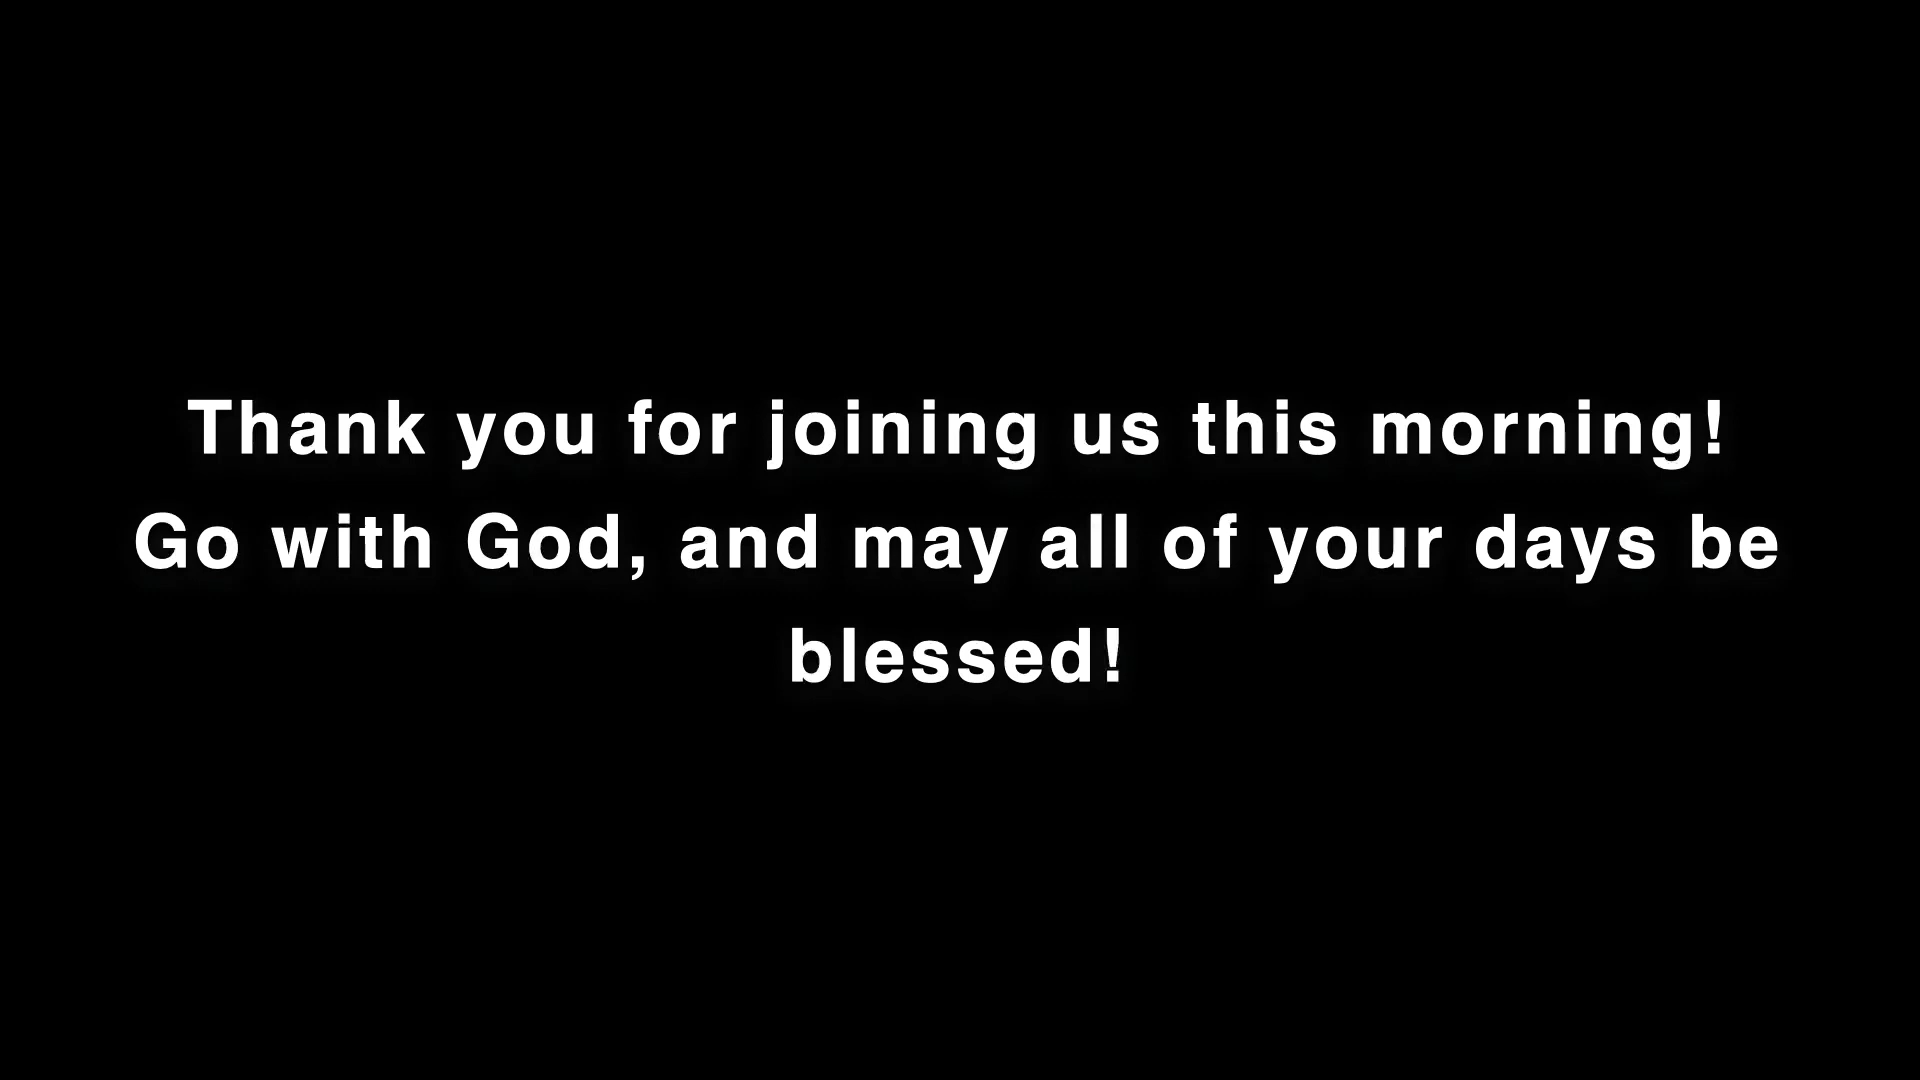 Thank you for joining us this morning!
Go with God, and may all of your days be
blessed!